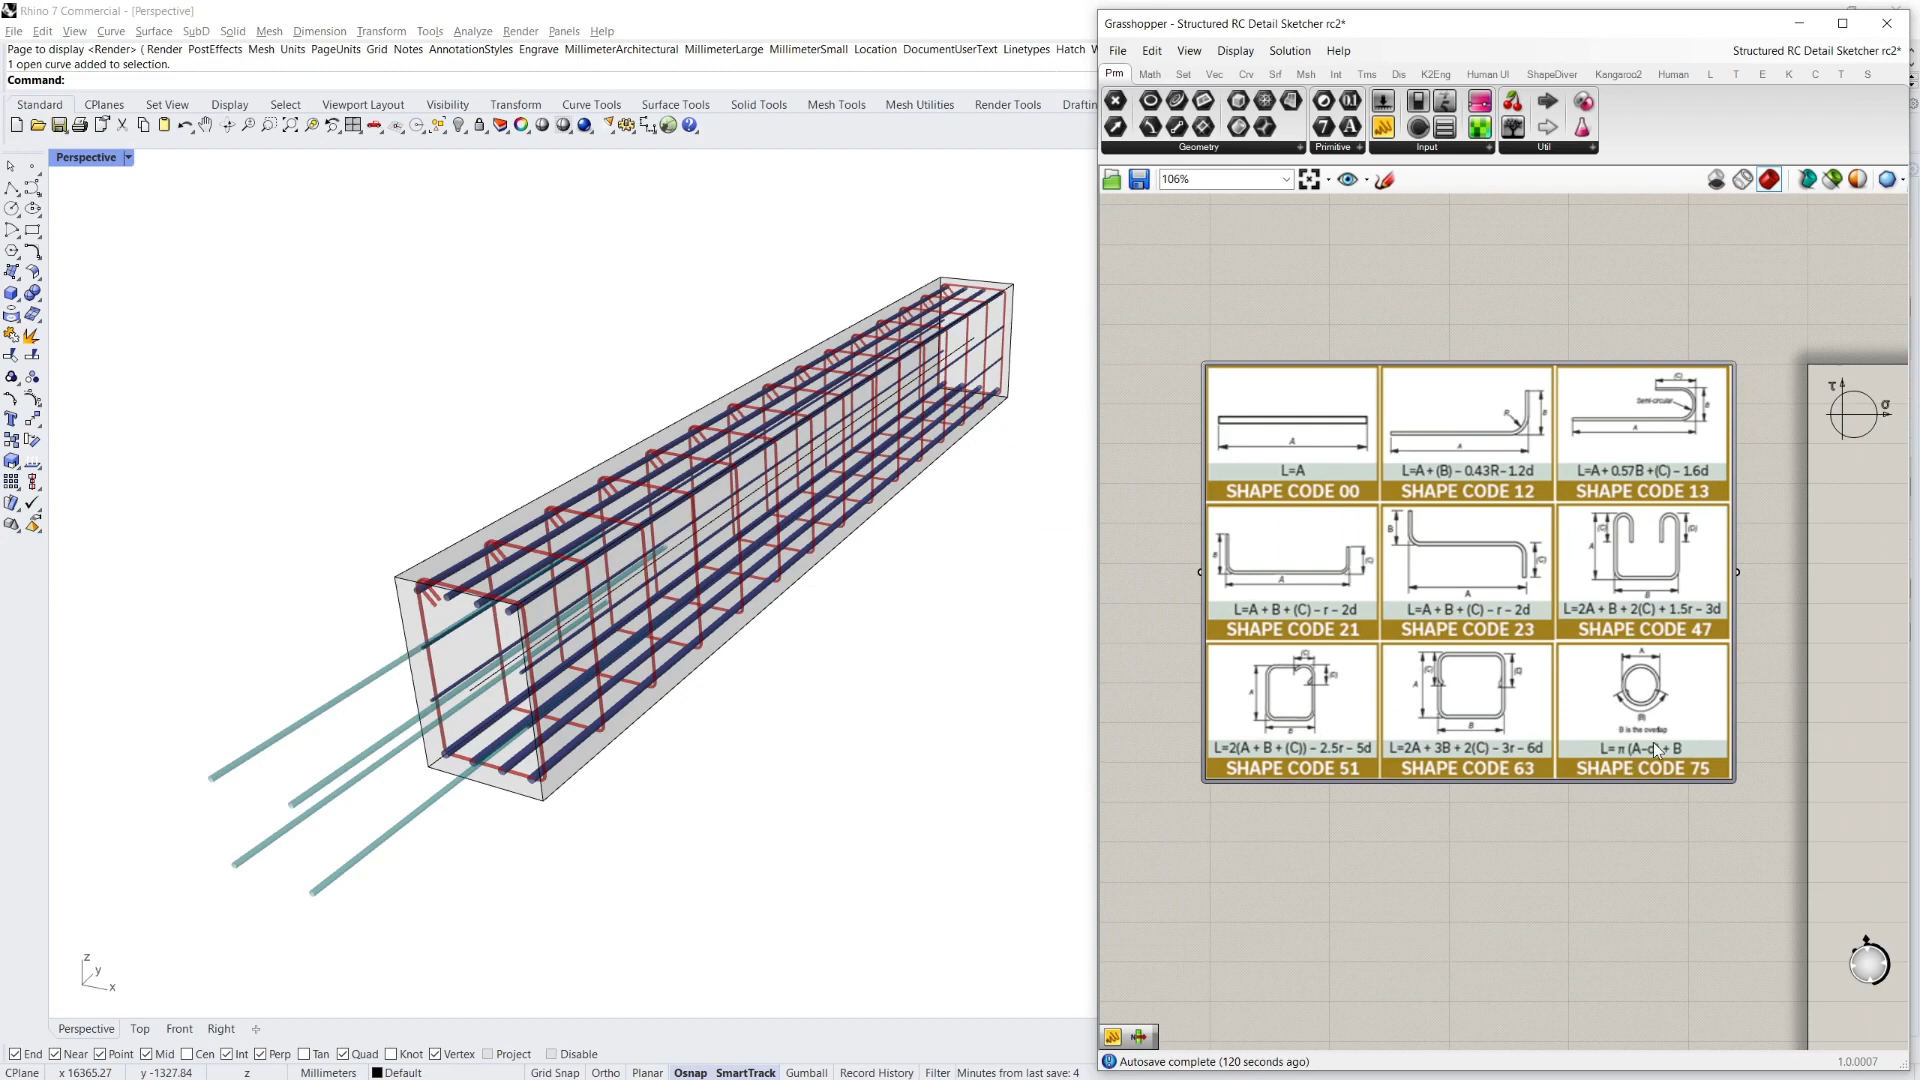 Rhino 7 Commercial - [Perspective]
File Edit View Curve Surface SubD Solid Mesh Dimension Transform Tools Analyze Render Panels Help
Page to display <Render> ( Render PostEffects Mesh Units PageUnits Grid Notes AnnotationStyles Engrave MillimeterArchitectural MillimeterLarge MillimeterSmall Location DocumentUserText Linetypes Hatch W
1 open curve added to selection.
Command:
Standard CPlanes Set View Display Select Viewport Layout Visibility Transform Curve Tools Surface Tools Solid Tools Mesh Tools Mesh Utilities Render Tools Draftin
Perspective
z
y
x
Perspective Top Front Right
End Near Point Mid Cen Int Perp Tan Quad Knot Vertex Project Disable
CPlane x 16365.27 y -1327.84 z Millimeters Default Grid Snap Ortho Planar Osnap SmartTrack Gumball Record History Filter Minutes from last save: 4
Grasshopper - Structured RC Detail Sketcher rc2*
File Edit View Display Solution Help Structured RC Detail Sketcher rc2*
Prm Math Set Vec Crv Srf Msh Int Trns Dis K2Eng Human UI ShapeDiver Kangaroo2 Human L T E K C T S
Geometry Primitive Input Util
106%
A
L=A
SHAPE CODE 00
R
B
A
L=A + (B) – 0.43R – 1.2d
SHAPE CODE 12
(C)
Semi-circular
B
A
L=A + 0.57B + (C) – 1.6d
SHAPE CODE 13
B
(C)
A
L=A + B + (C) – r – 2d
SHAPE CODE 21
B
(C)
A
L=A + B + (C) – r – 2d
SHAPE CODE 23
(C)
(D)
A
B
L=2A + B + 2(C) + 1.5r – 3d
SHAPE CODE 47
(C)
A
B
L=2(A + B + (C)) – 2.5r – 5d
SHAPE CODE 51
(C)
A
B
L=2A + 3B + 2(C) – 3r – 6d
SHAPE CODE 63
A
(B)
B is the overlap
L= π (A–d) + B
SHAPE CODE 75
τ
σ
Autosave complete (120 seconds ago)
1.0.0007